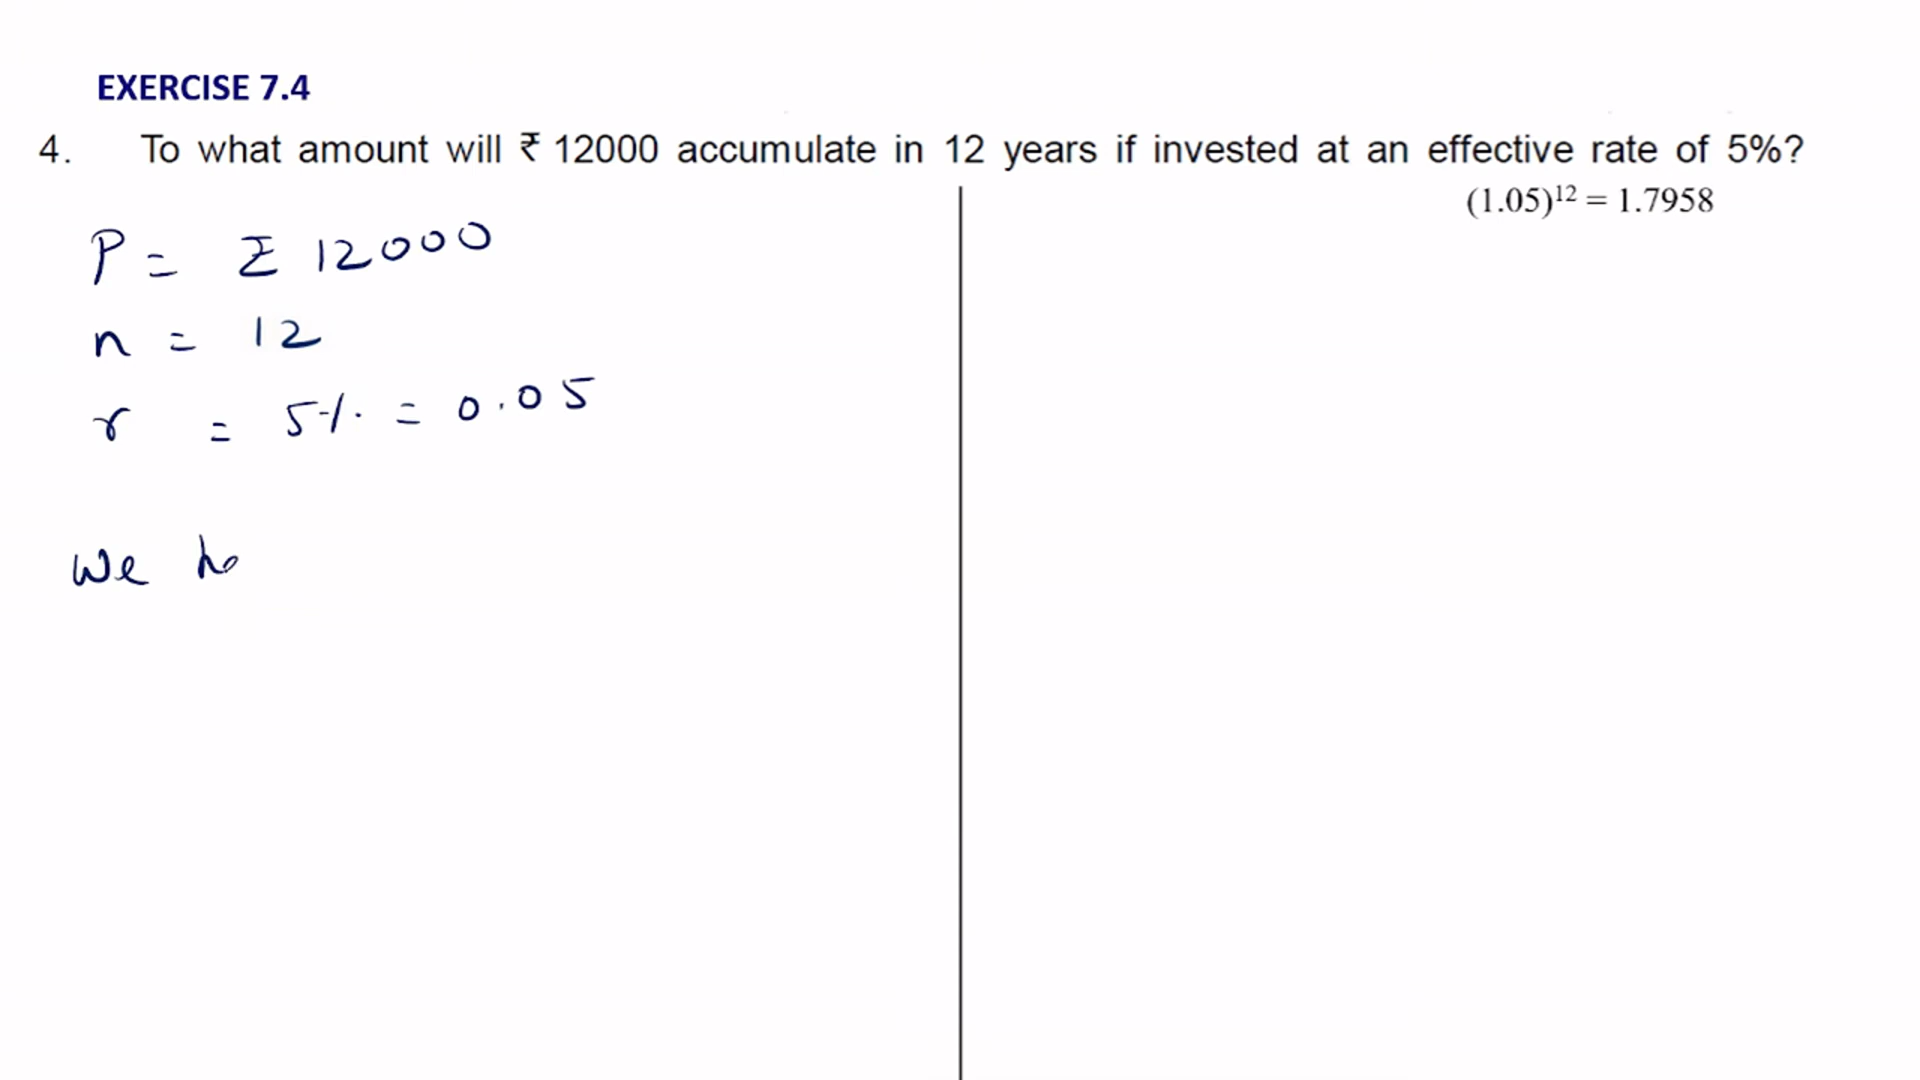 EXERCISE 7.4
4. To what amount will ₹ 12000 accumulate in 12 years if invested at an effective rate of 5%?
(1.05)¹² = 1.7958
P = ₹ 12000
n = 12
r = 5% = 0.05
We ha